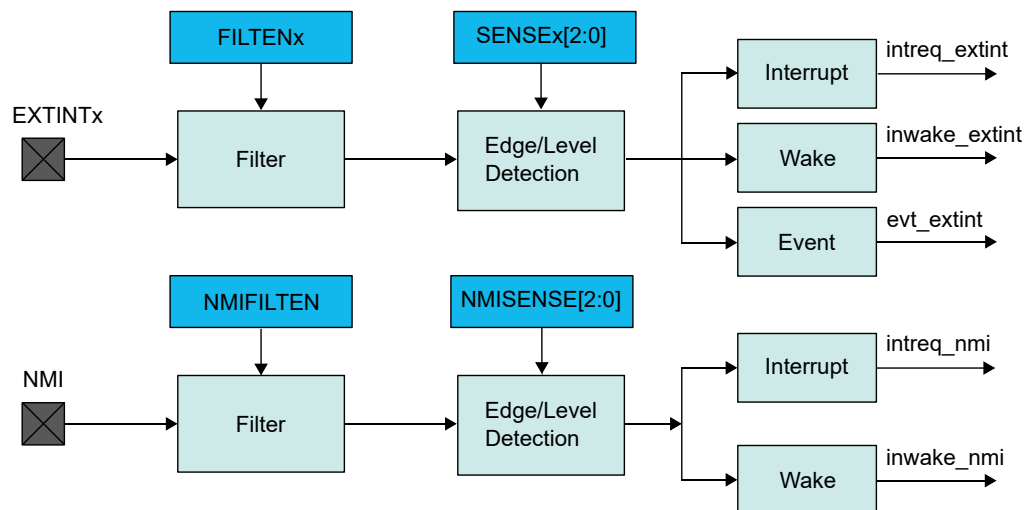 FILTENx
SENSEx[2:0]
intreq_extint
Interrupt
EXTINTx
Filter
Edge/Level
Detection
inwake_extint
Wake
evt_extint
Event
NMIFILTEN
NMISENSE[2:0]
intreq_nmi
Interrupt
NMI
Filter
Edge/Level
Detection
inwake_nmi
Wake